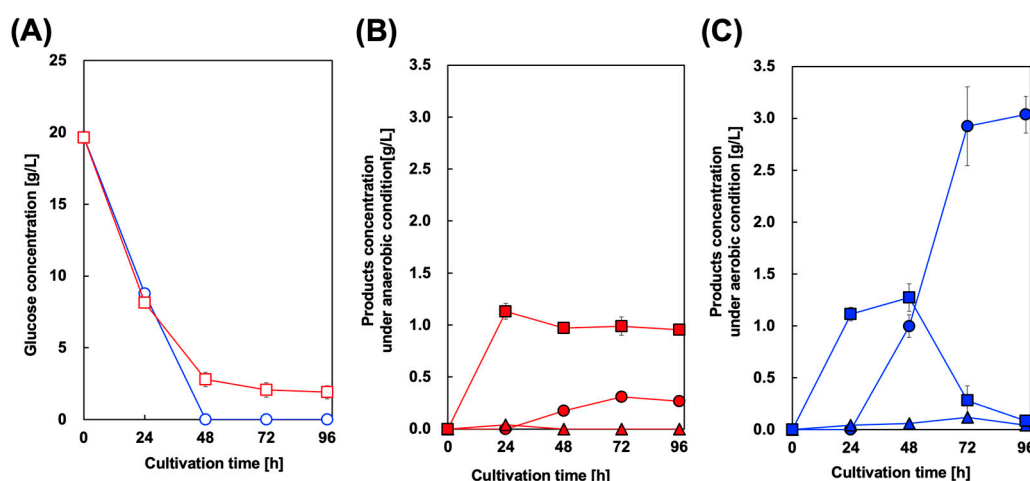 (A)
25
20
15
10
5
0
0 24 48 72 96
Glucose concentration [g/L]
Cultivation time [h]
(B)
3.5
3.0
2.5
2.0
1.5
1.0
0.5
0.0
0 24 48 72 96
Products concentration
under anaerobic condition[g/L]
Cultivation time [h]
(C)
3.5
3.0
2.5
2.0
1.5
1.0
0.5
0.0
0 24 48 72 96
Products concentration
under aerobic condition [g/L]
Cultivation time [h]